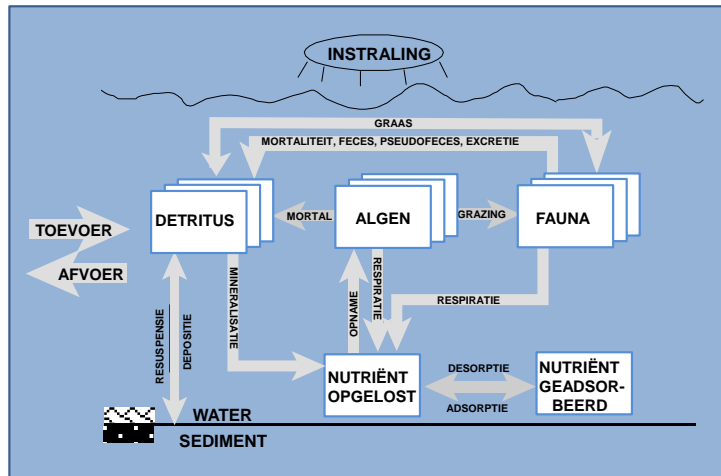 INSTRALING
GRAAS
MORTALITEIT, FECES, PSEUDOFECES, EXCRETIE
DETRITUS
MORTAL
ALGEN
GRAZING
FAUNA
TOEVOER
AFVOER
RESUSPENSIE
DEPOSITIE
MINERALISATIE
OPNAME
RESPIRATIE
RESPIRATIE
NUTRIËNT
OPGELOST
DESORPTIE
ADSORPTIE
NUTRIËNT
GEADSOR-
BEERD
WATER
SEDIMENT